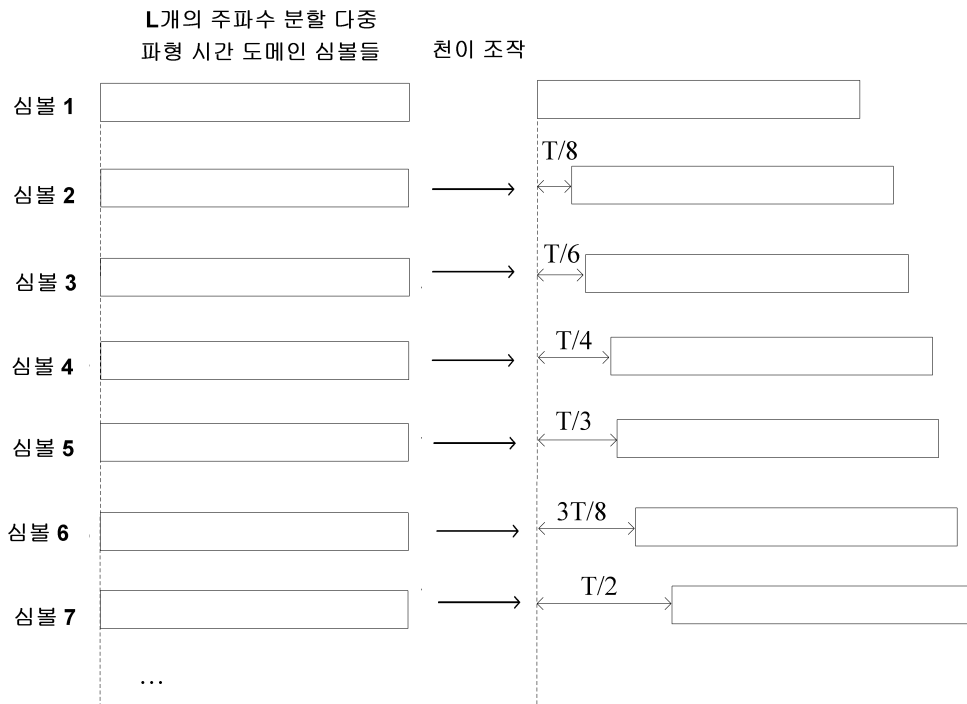 L개의 주파수 분할 다중
파형 시간 도메인 심볼들
천이 조작
심볼 1
T/8
심볼 2
T/6
심볼 3
T/4
심볼 4
T/3
심볼 5
3T/8
심볼 6
T/2
심볼 7
…